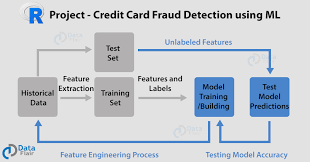 R Project - Credit Card Fraud Detection using ML
Test
Set
Unlabeled Features
Historical
Data
Feature
Extraction
Training
Set
Features and
Labels
Model
Training
/Building
Test
Model
Predictions
Data
Flair
Feature Engineering Process
Testing Model Accuracy